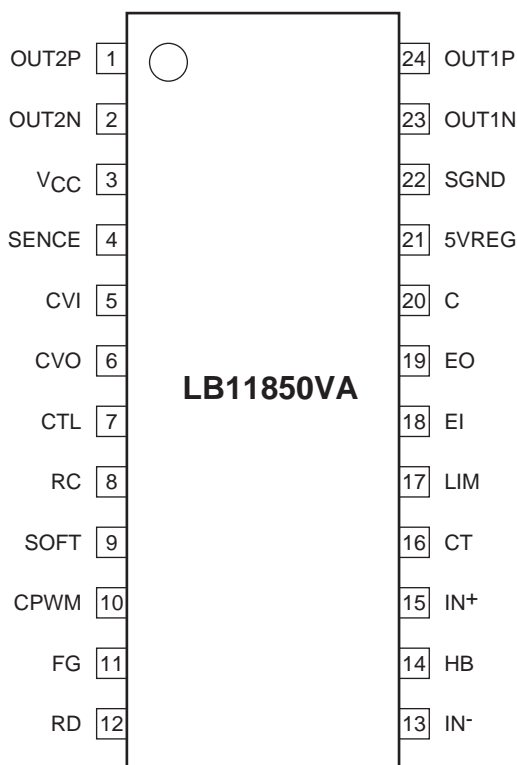 OUT2P 1 24 OUT1P
OUT2N 2 23 OUT1N
VCC 3 22 SGND
SENCE 4 21 5VREG
CVI 5 20 C
CVO 6 19 EO
LB11850VA
CTL 7 18 EI
RC 8 17 LIM
SOFT 9 16 CT
CPWM 10 15 IN+
FG 11 14 HB
RD 12 13 IN-